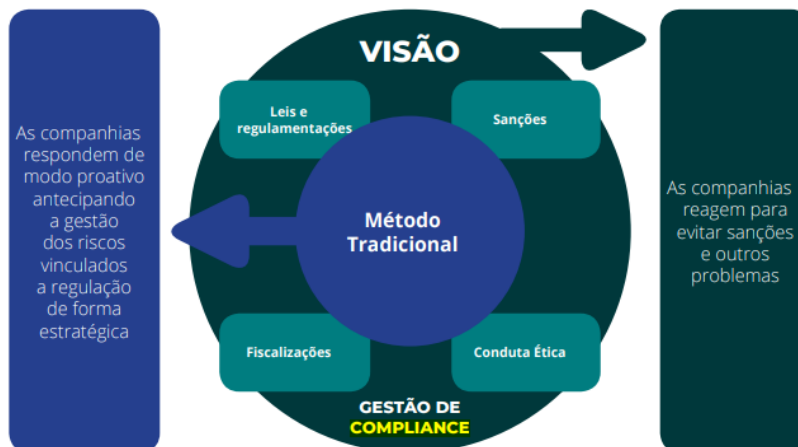 As companhias
respondem de
modo proativo
antecipando
a gestão
dos riscos
vinculados
a regulação
de forma
estratégica
VISÃO
Leis e
regulamentações
Sanções
Método
Tradicional
Fiscalizações
Conduta Ética
GESTÃO DE
COMPLIANCE
As companhias
reagem para
evitar sanções
e outros
problemas